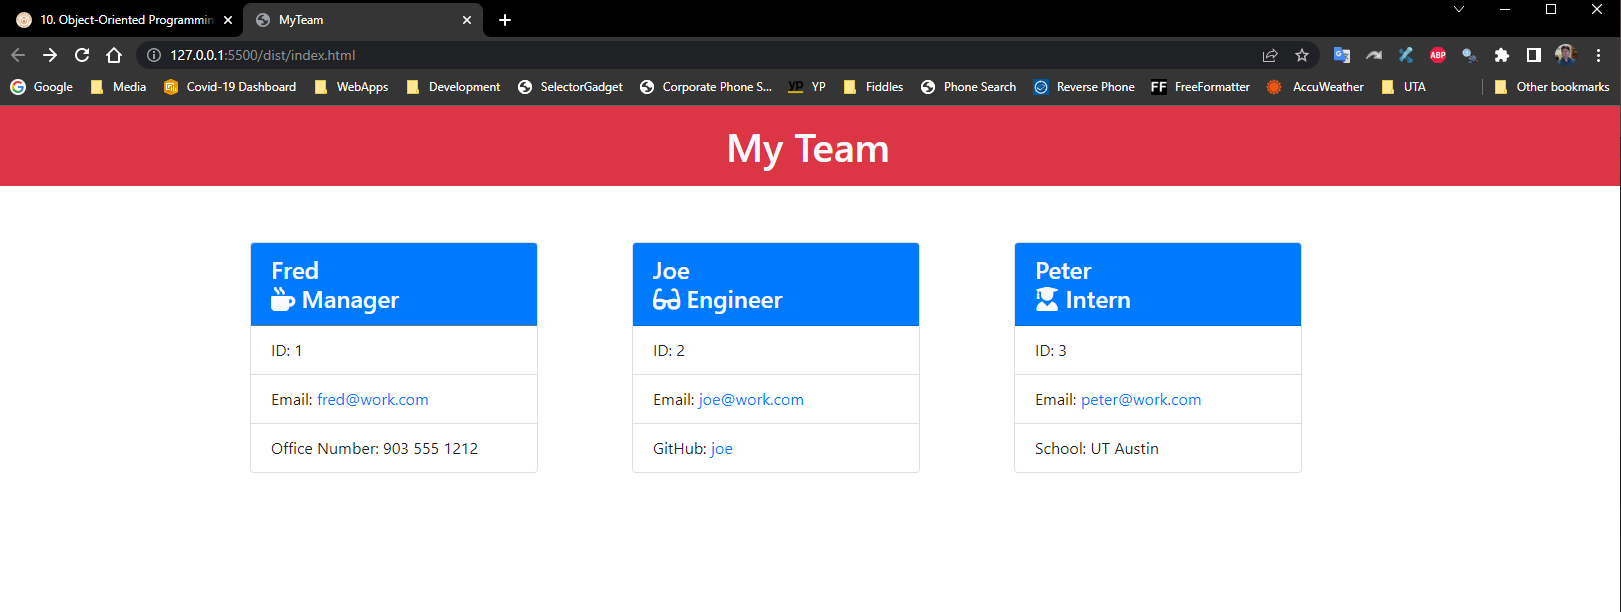 10. Object-Oriented Programmin
MyTeam
127.0.0.1:5500/dist/index.html
ABP
Google
Media
Covid-19 Dashboard
WebApps
Development
SelectorGadget
Corporate Phone S...
YP YP
Fiddles
Phone Search
Reverse Phone
FF FreeFormatter
AccuWeather
UTA
Other bookmarks
My Team
Fred
Manager
ID: 1
Email: fred@work.com
Office Number: 903 555 1212
Joe
Engineer
ID: 2
Email: joe@work.com
GitHub: joe
Peter
Intern
ID: 3
Email: peter@work.com
School: UT Austin